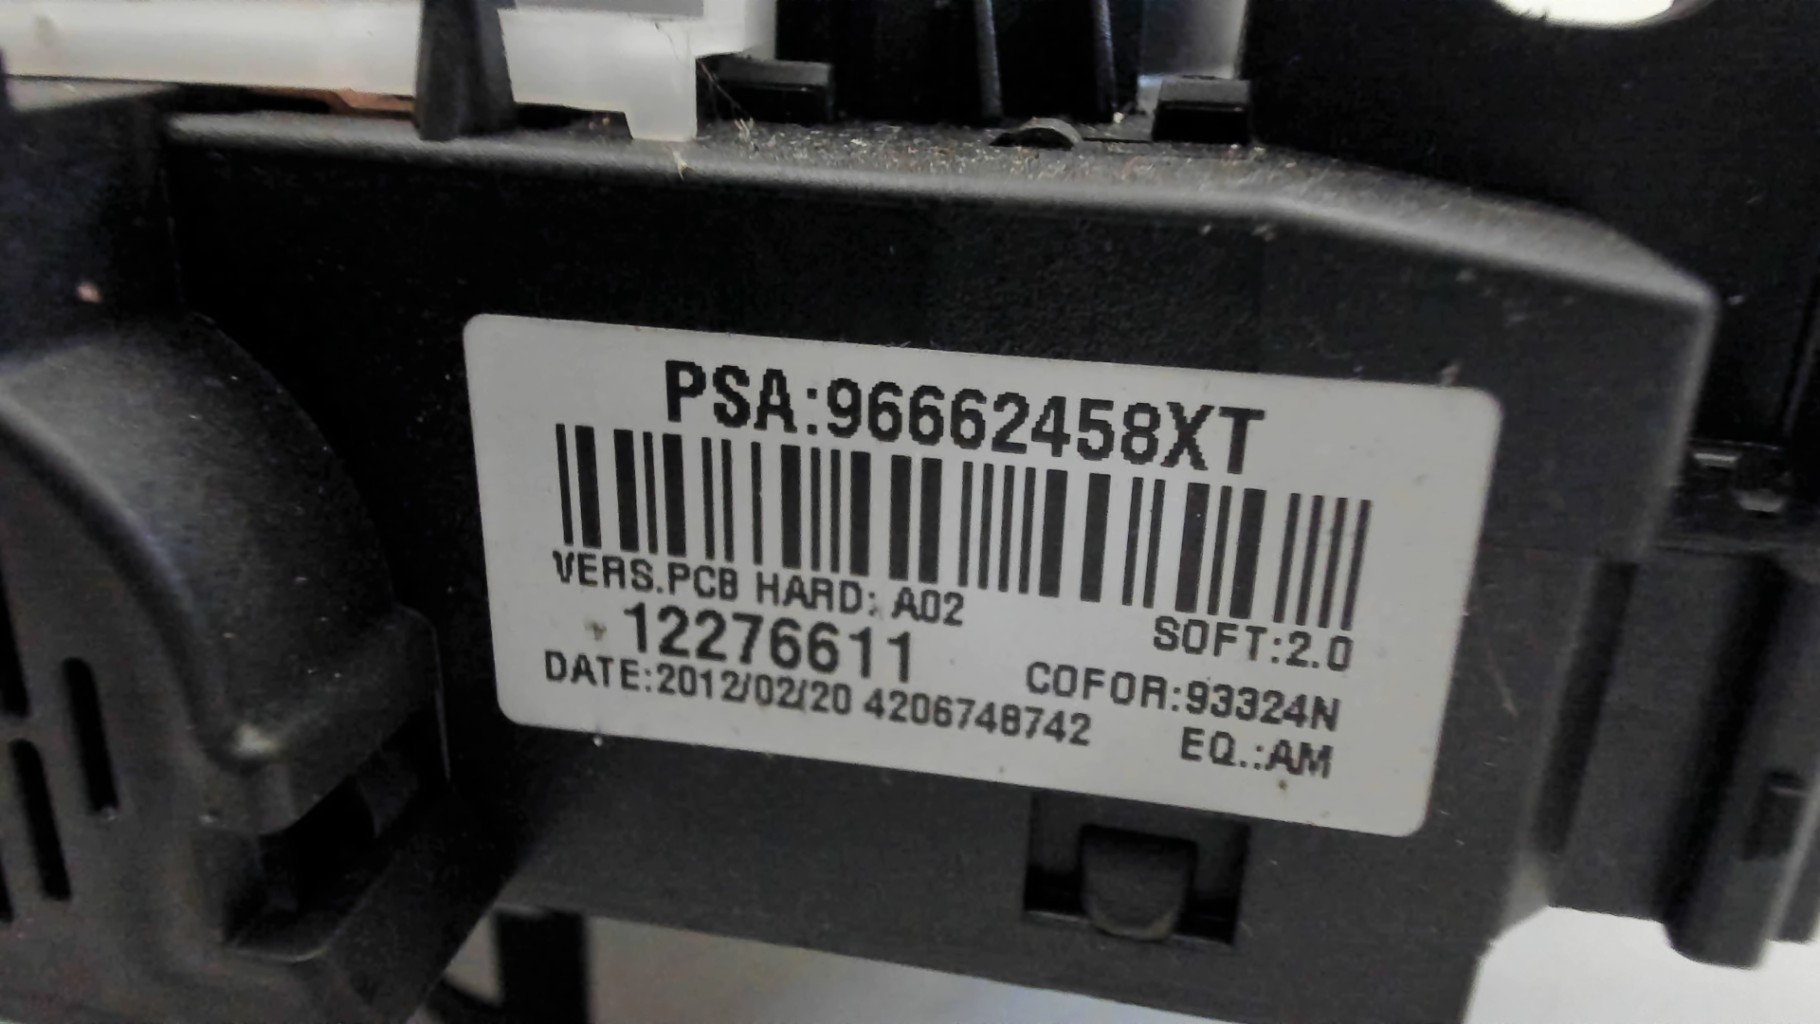 PSA:96662458XT
VERS.PCB HARD: A02
SOFT:2.0
12276611
COFOR:93324N
DATE:2012/02/20 4206748742
EQ.:AM